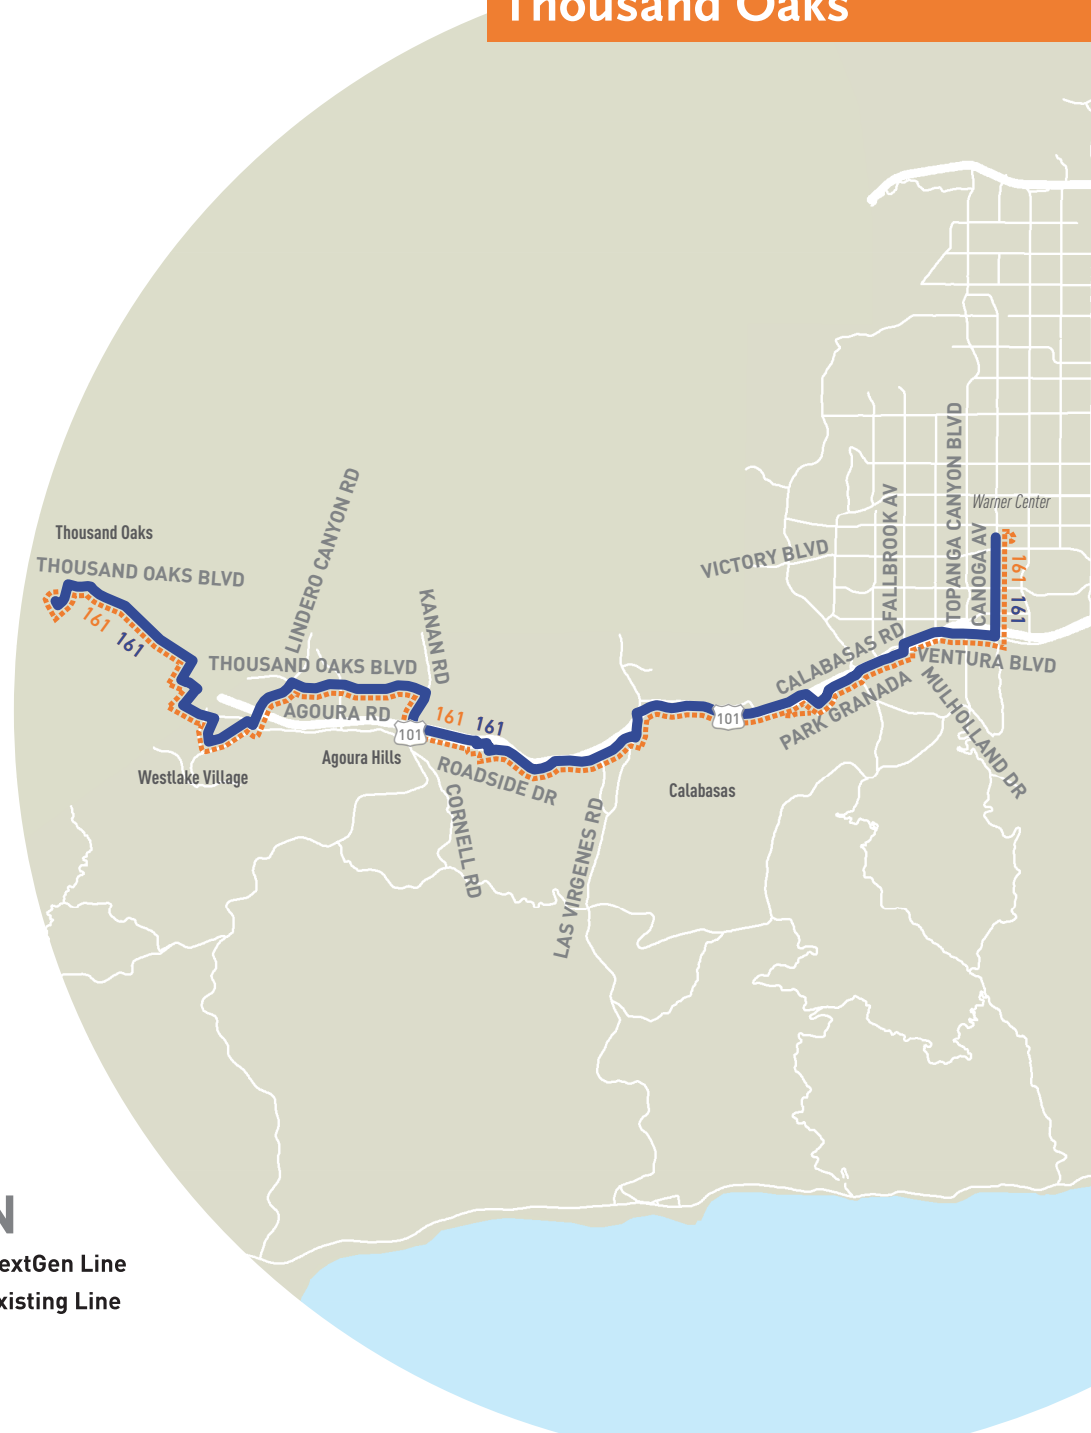 Thousand Oaks
TOPANGA CANYON BLVD
LINDERO CANYON RD
FALLBROOK AV
Warner Center
CANOGA AV
Thousand Oaks
VICTORY BLVD
THOUSAND OAKS BLVD
161
161
KANAN RD
161
161
CALABASAS RD
THOUSAND OAKS BLVD
VENTURA BLVD
MULHOLLAND DR
PARK GRANADA
AGOURA RD
161
161
101
101
Agoura Hills
ROADSIDE DR
Westlake Village
Calabasas
CORNELL RD
LAS VIRGENES RD
N
extGen Line
xisting Line